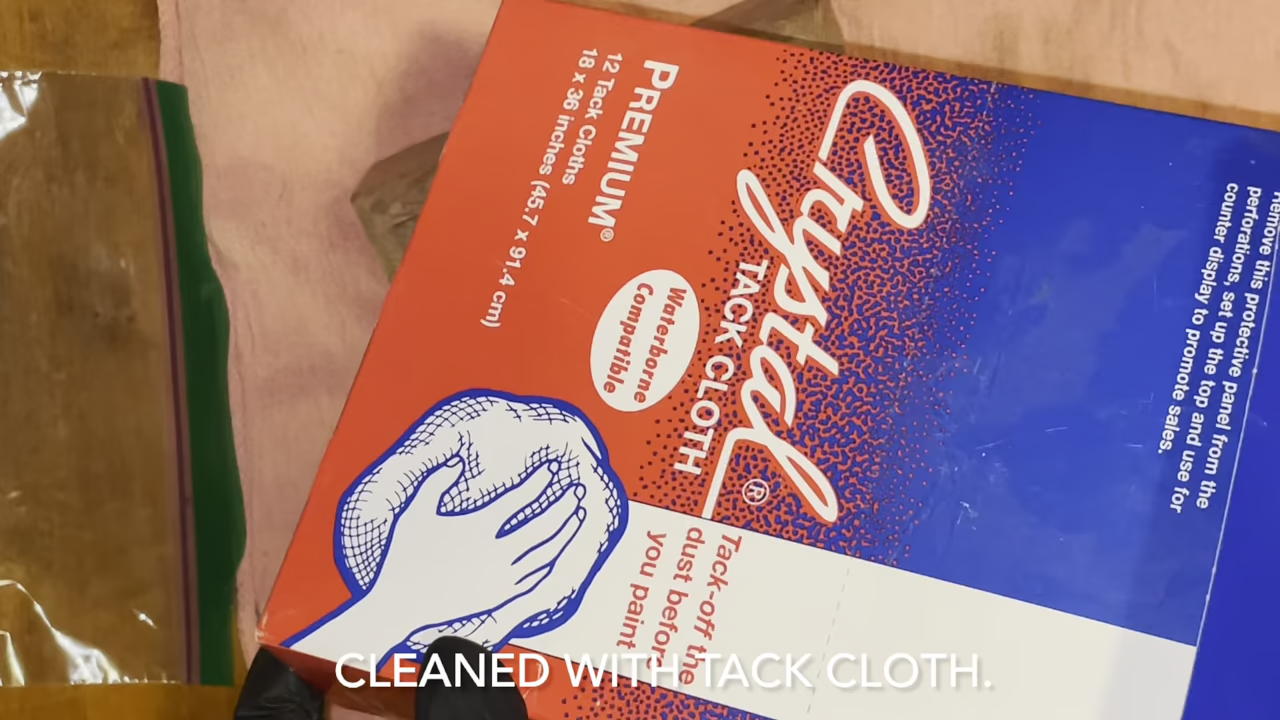 Crystal®
TACK CLOTH
PREMIUM®
12 Tack Cloths
18 x 36 inches (45.7 x 91.4 cm)
Waterborne
Compatible
Tack-off the
dust before
you paint
Remove this protective panel from the
perforations, set up the top and use for
counter display to promote sales.
CLEANED WITH TACK CLOTH.